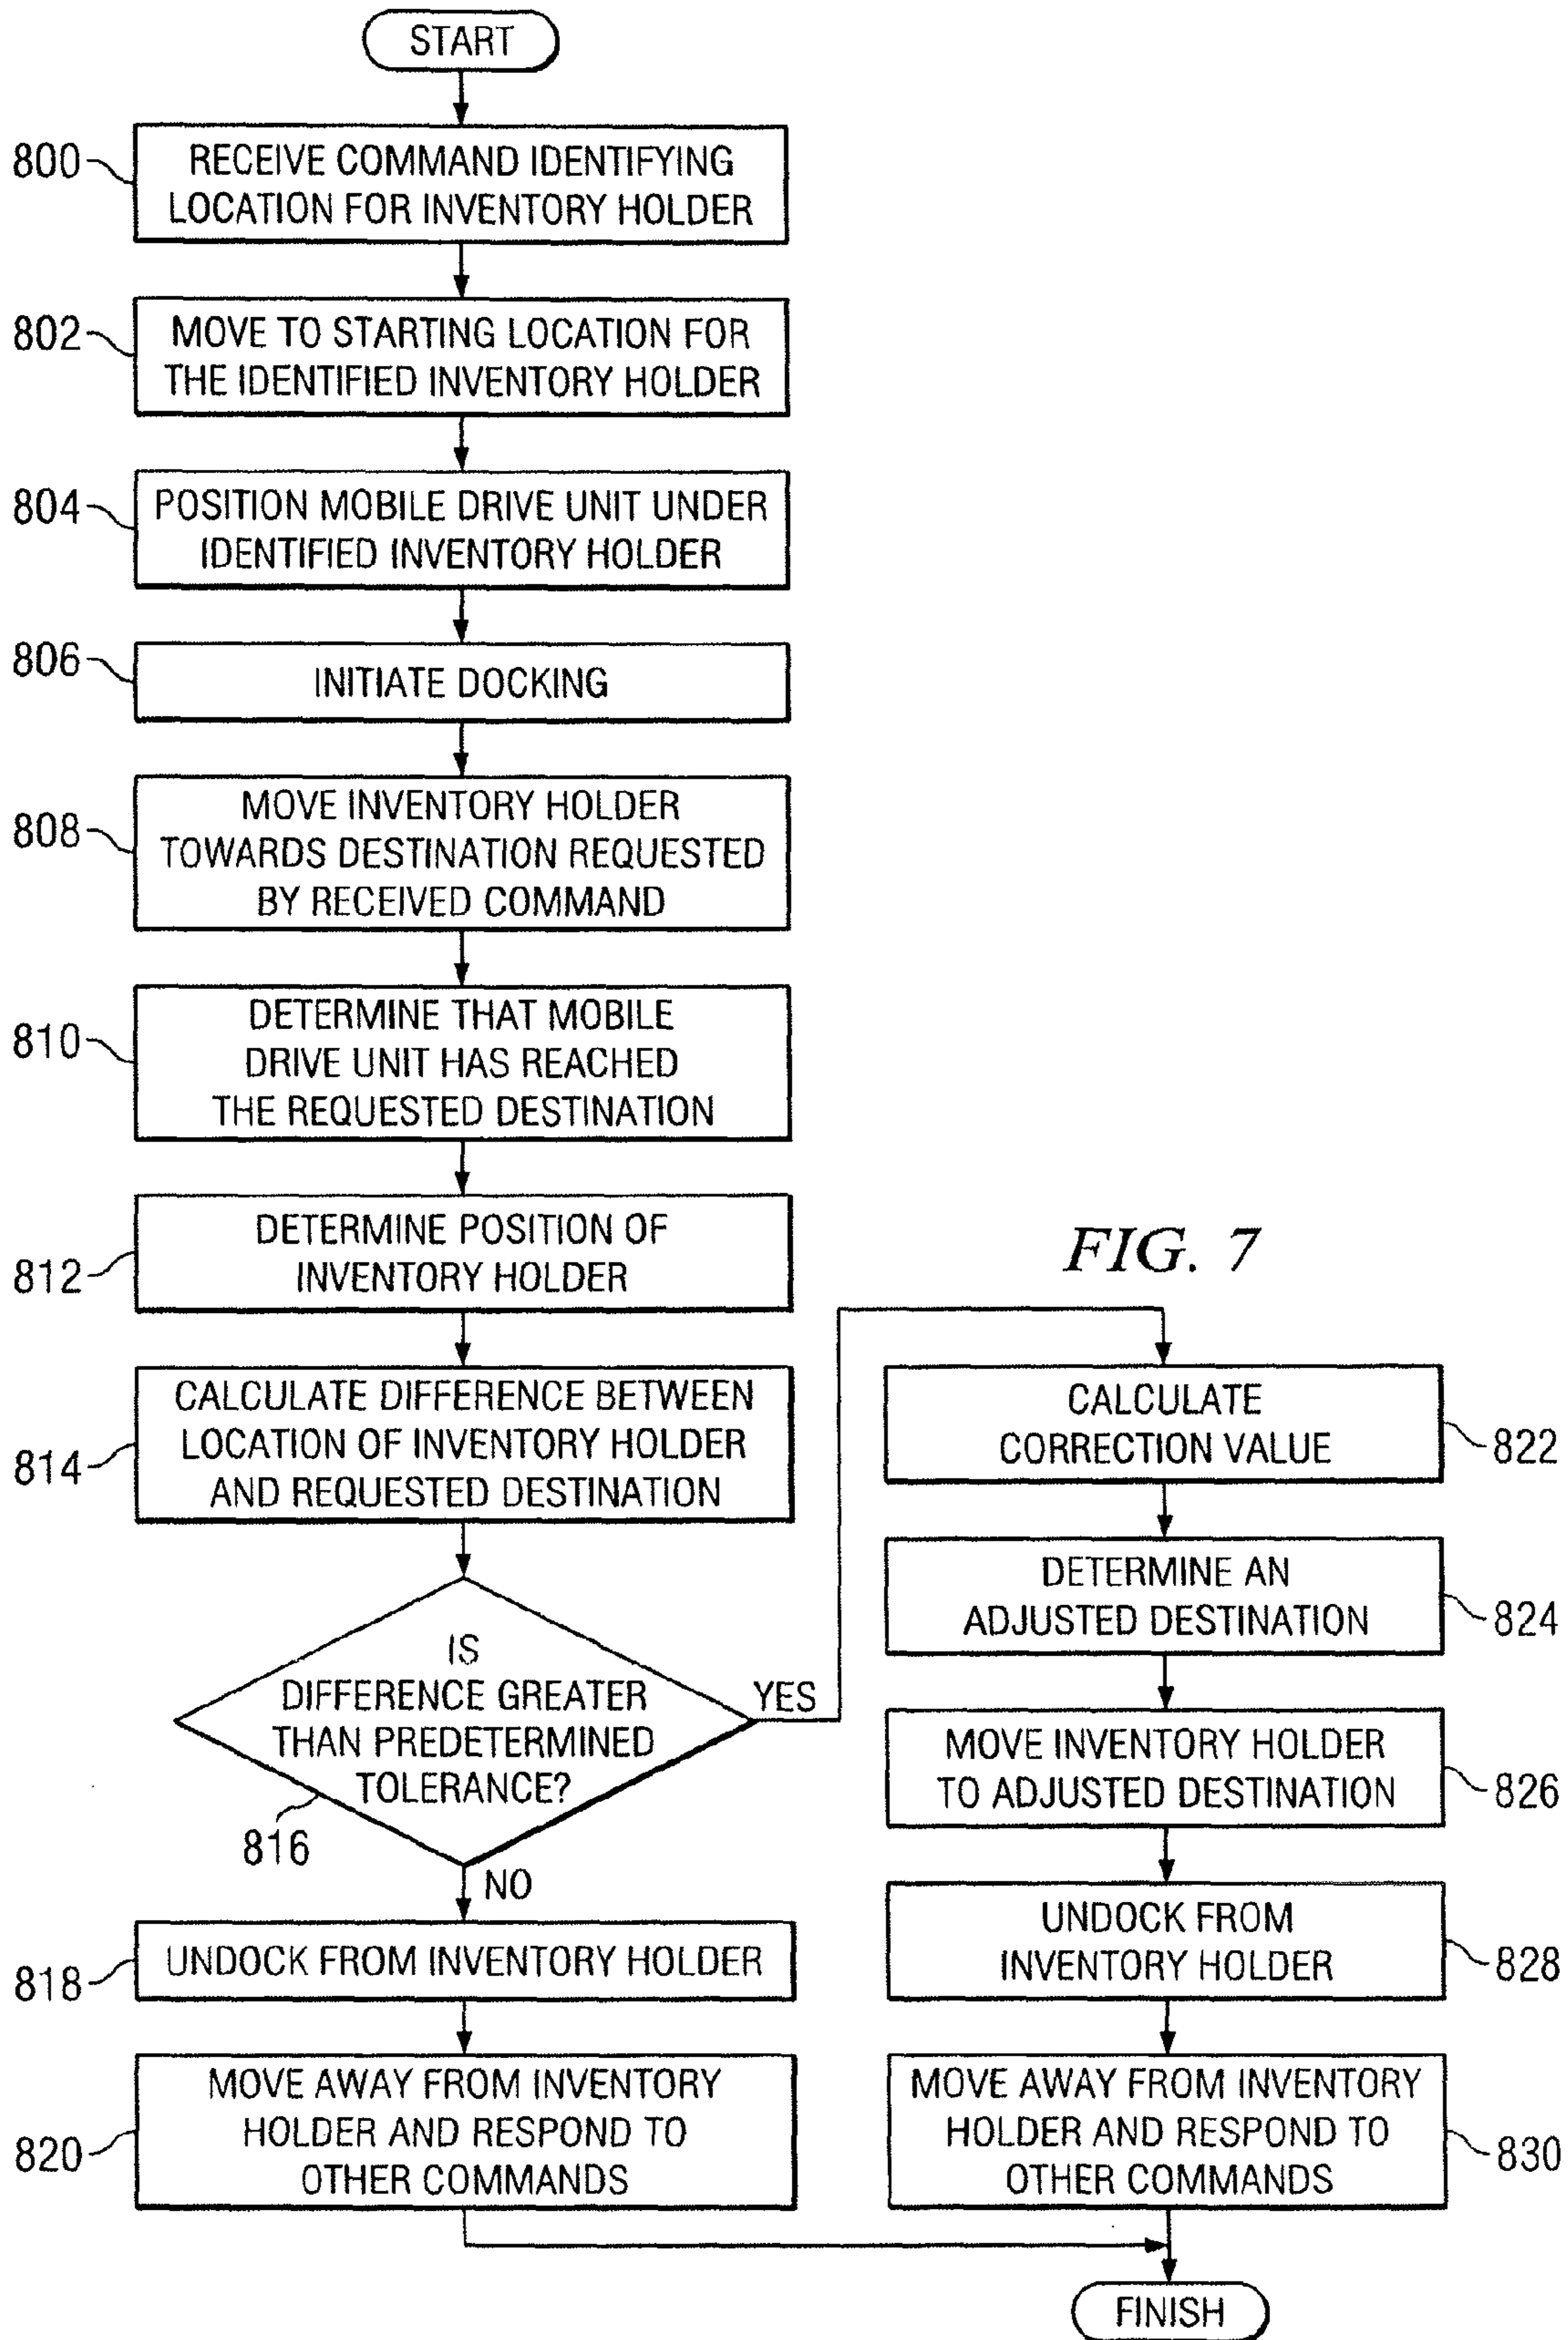 START
800
RECEIVE COMMAND IDENTIFYING
LOCATION FOR INVENTORY HOLDER
802
MOVE TO STARTING LOCATION FOR
THE IDENTIFIED INVENTORY HOLDER
804
POSITION MOBILE DRIVE UNIT UNDER
IDENTIFIED INVENTORY HOLDER
806
INITIATE DOCKING
808
MOVE INVENTORY HOLDER
TOWARDS DESTINATION REQUESTED
BY RECEIVED COMMAND
810
DETERMINE THAT MOBILE
DRIVE UNIT HAS REACHED
THE REQUESTED DESTINATION
812
DETERMINE POSITION OF
INVENTORY HOLDER
FIG. 7
814
CALCULATE DIFFERENCE BETWEEN
LOCATION OF INVENTORY HOLDER
AND REQUESTED DESTINATION
IS
DIFFERENCE GREATER
THAN PREDETERMINED
TOLERANCE?
816
YES
NO
818
UNDOCK FROM INVENTORY HOLDER
820
MOVE AWAY FROM INVENTORY
HOLDER AND RESPOND TO
OTHER COMMANDS
CALCULATE
CORRECTION VALUE
822
DETERMINE AN
ADJUSTED DESTINATION
824
MOVE INVENTORY HOLDER
TO ADJUSTED DESTINATION
826
UNDOCK FROM
INVENTORY HOLDER
828
MOVE AWAY FROM INVENTORY
HOLDER AND RESPOND TO
OTHER COMMANDS
830
FINISH